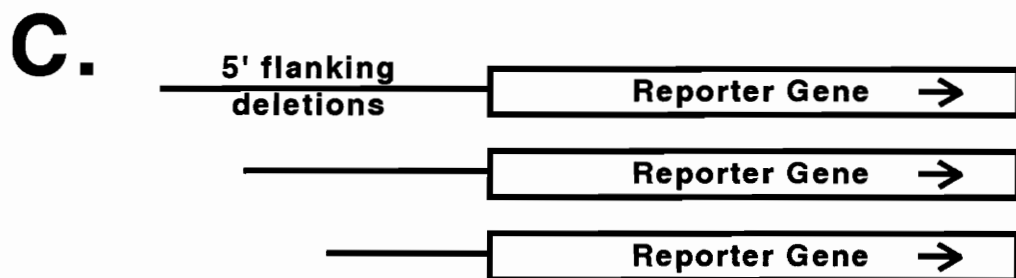 C.
5' flanking
deletions
Reporter Gene →
Reporter Gene →
Reporter Gene →